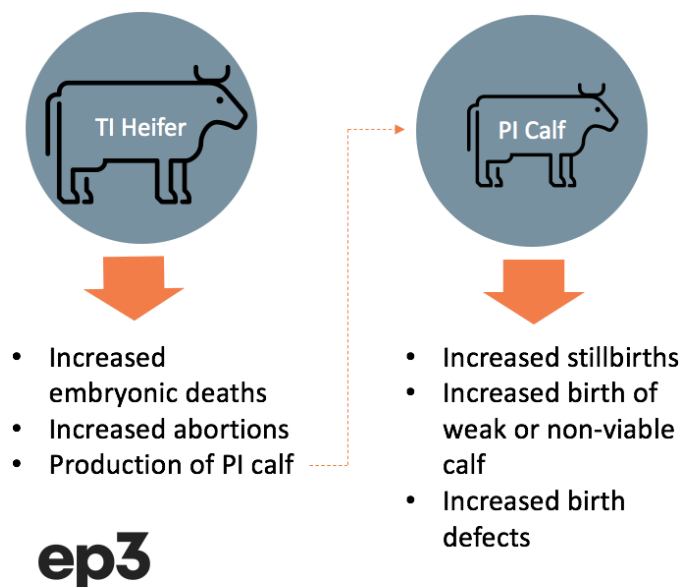 TI Heifer
• Increased
embryonic deaths
• Increased abortions
• Production of PI calf
PI Calf
• Increased stillbirths
• Increased birth of
weak or non-viable
calf
• Increased birth
defects
ep3